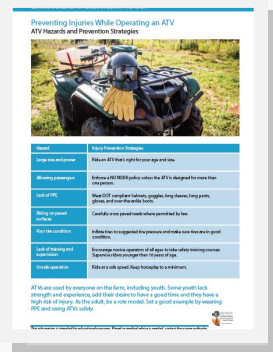 Preventing Injuries While Operating an ATV
ATV Hazards and Prevention Strategies
Hazard Injury Prevention Strategies
Large size and power Ride an ATV that's right for your age and size.
Allowing passengers Enforce a NO RIDER policy unless the ATV is designed for more than
one person.
Lack of PPE Wear DOT compliant helmets, goggles, long sleeves, long pants,
gloves, and over-the-ankle boots.
Riding on paved Carefully cross paved roads where permitted by law.
surfaces
Poor tire condition Inflate tires to suggested tire pressure and make sure tires are in good
condition.
Lack of training and Encourage novice operators of all ages to take safety training courses.
supervision Supervise riders younger than 16 years of age.
Unsafe operation Ride at a safe speed. Keep horseplay to a minimum.
ATVs are used by everyone on the farm, including youth. Some youth lack
strength and experience, add their desire to have a good time and they have a
high risk of injury. As the adult, be a role model: Set a good example by wearing
PPE and using ATVs safely.